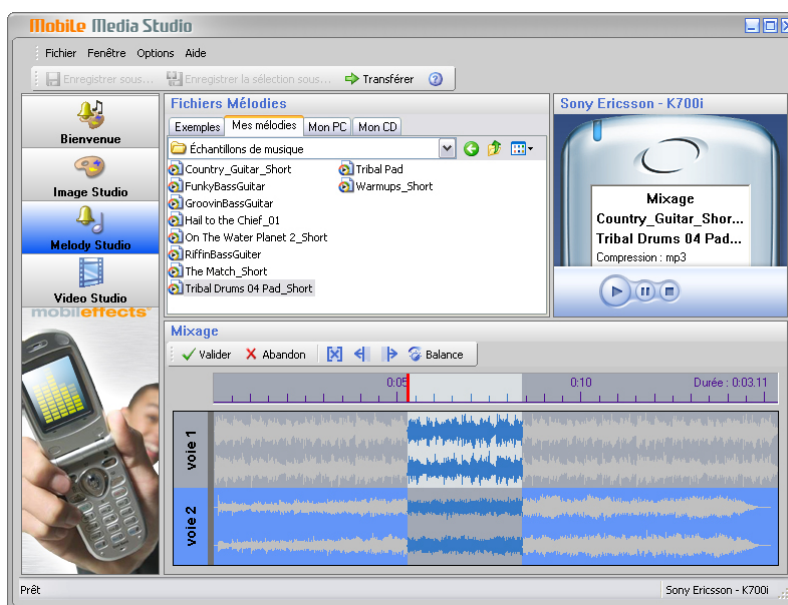 Mobile Media Studio
Fichier Fenêtre Options Aide
Enregistrer sous... Enregistrer la sélection sous... Transférer
Bienvenue
Image Studio
Melody Studio
Video Studio
mobileffects
Fichiers Mélodies
Exemples Mes mélodies Mon PC Mon CD
Échantillons de musique
Country_Guitar_Short
FunkyBassGuitar
GroovinBassGuitar
Hail to the Chief_01
On The Water Planet 2_Short
RiffinBassGuiter
The Match_Short
Tribal Drums 04 Pad_Short
Tribal Pad
Warmups_Short
Sony Ericsson - K700i
Mixage
Country_Guitar_Shor...
Tribal Drums 04 Pad...
Compression : mp3
Mixage
Valider Abandon Balance
0:05 0:10 Durée : 0:03.11
voie 1
voie 2
Prêt
Sony Ericsson - K700i